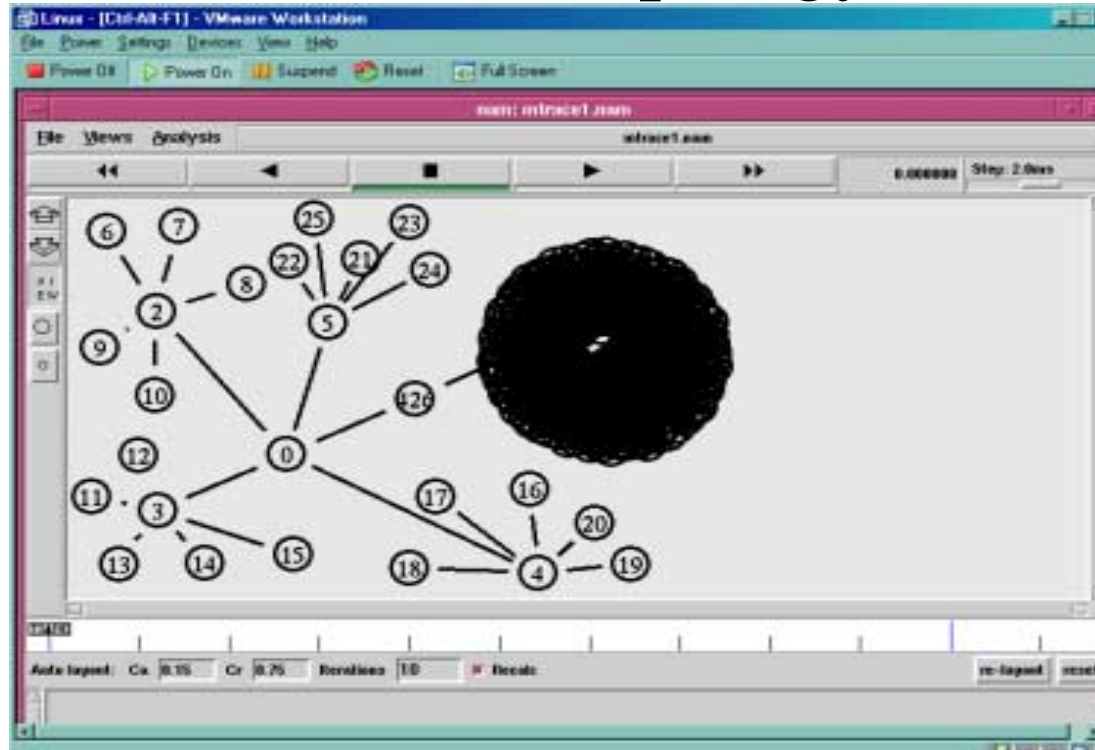 Linux - [Ctrl-Alt-F1] - VMware Workstation
File Power Settings Devices View Help
Power Off Power On Suspend Reset Full Screen
nam: mtrace1.nam
File Views Analysis mtrace1.nam
0.000000 Step: 2.0ms
25 23
6 7
22 21 24
8
2 5
9
10 426
12 0
11 17 16
3 20
13 14 15 18 4 19
Auto layout: Ca 0.15 Cr 0.75 Iterations 10 Recalc re-layout reset